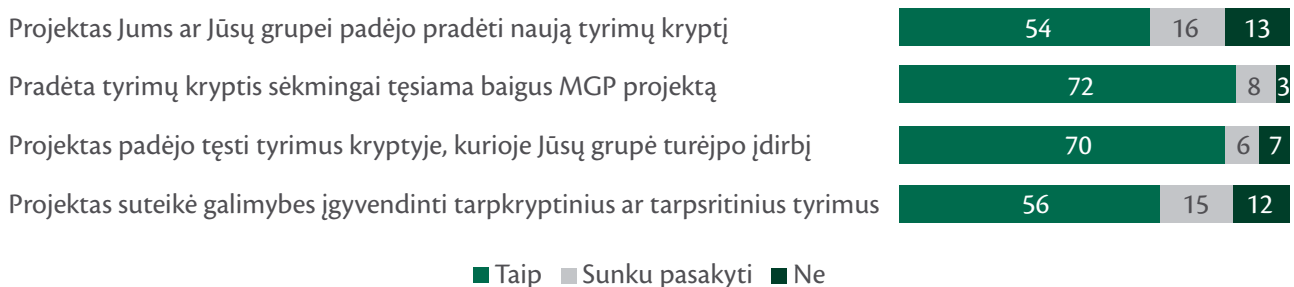 Projektas Jums ar Jūsų grupei padėjo pradėti naują tyrimų kryptį 54 16 13
Pradėta tyrimų kryptis sėkmingai tęsiama baigus MGP projektą 72 8 3
Projektas padėjo tęsti tyrimus kryptyje, kurioje Jūsų grupė turėjpo įdirbį 70 6 7
Projektas suteikė galimybes įgyvendinti tarpkryptinius ar tarpsritinius tyrimus 56 15 12
Taip Sunku pasakyti Ne